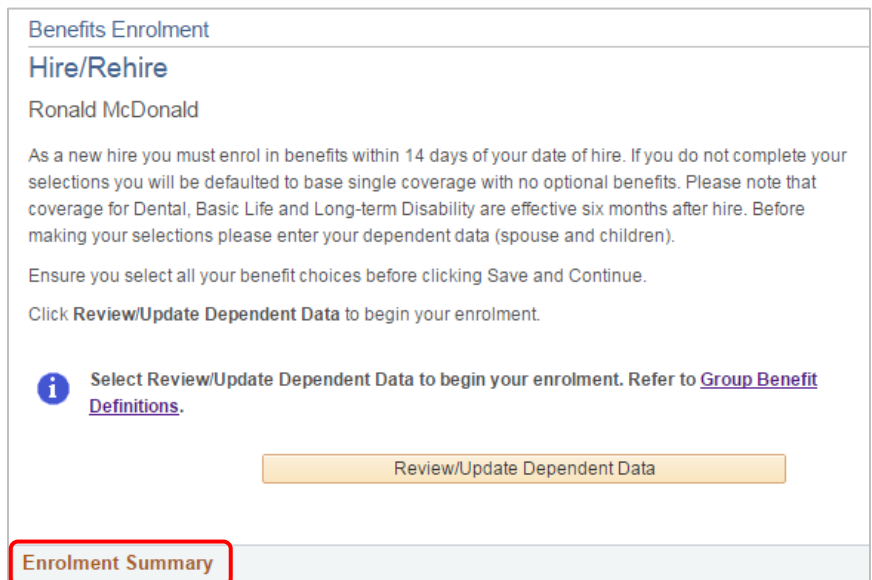 Benefits Enrolment
Hire/Rehire
Ronald McDonald
As a new hire you must enrol in benefits within 14 days of your date of hire. If you do not complete your
selections you will be defaulted to base single coverage with no optional benefits. Please note that
coverage for Dental, Basic Life and Long-term Disability are effective six months after hire. Before
making your selections please enter your dependent data (spouse and children).
Ensure you select all your benefit choices before clicking Save and Continue.
Click Review/Update Dependent Data to begin your enrolment.
Select Review/Update Dependent Data to begin your enrolment. Refer to Group Benefit
Definitions.
Review/Update Dependent Data
Enrolment Summary